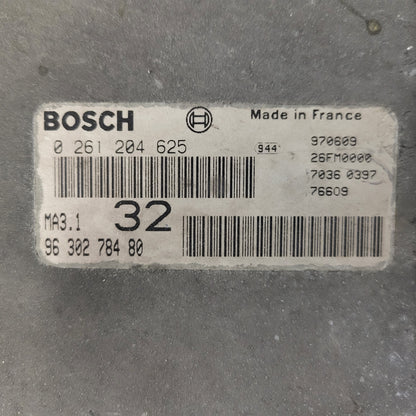 BOSCH
Made in France
0 261 204 625
944
970609
26FM0000
7036 0397
76609
MA3.1
32
96 302 784 80